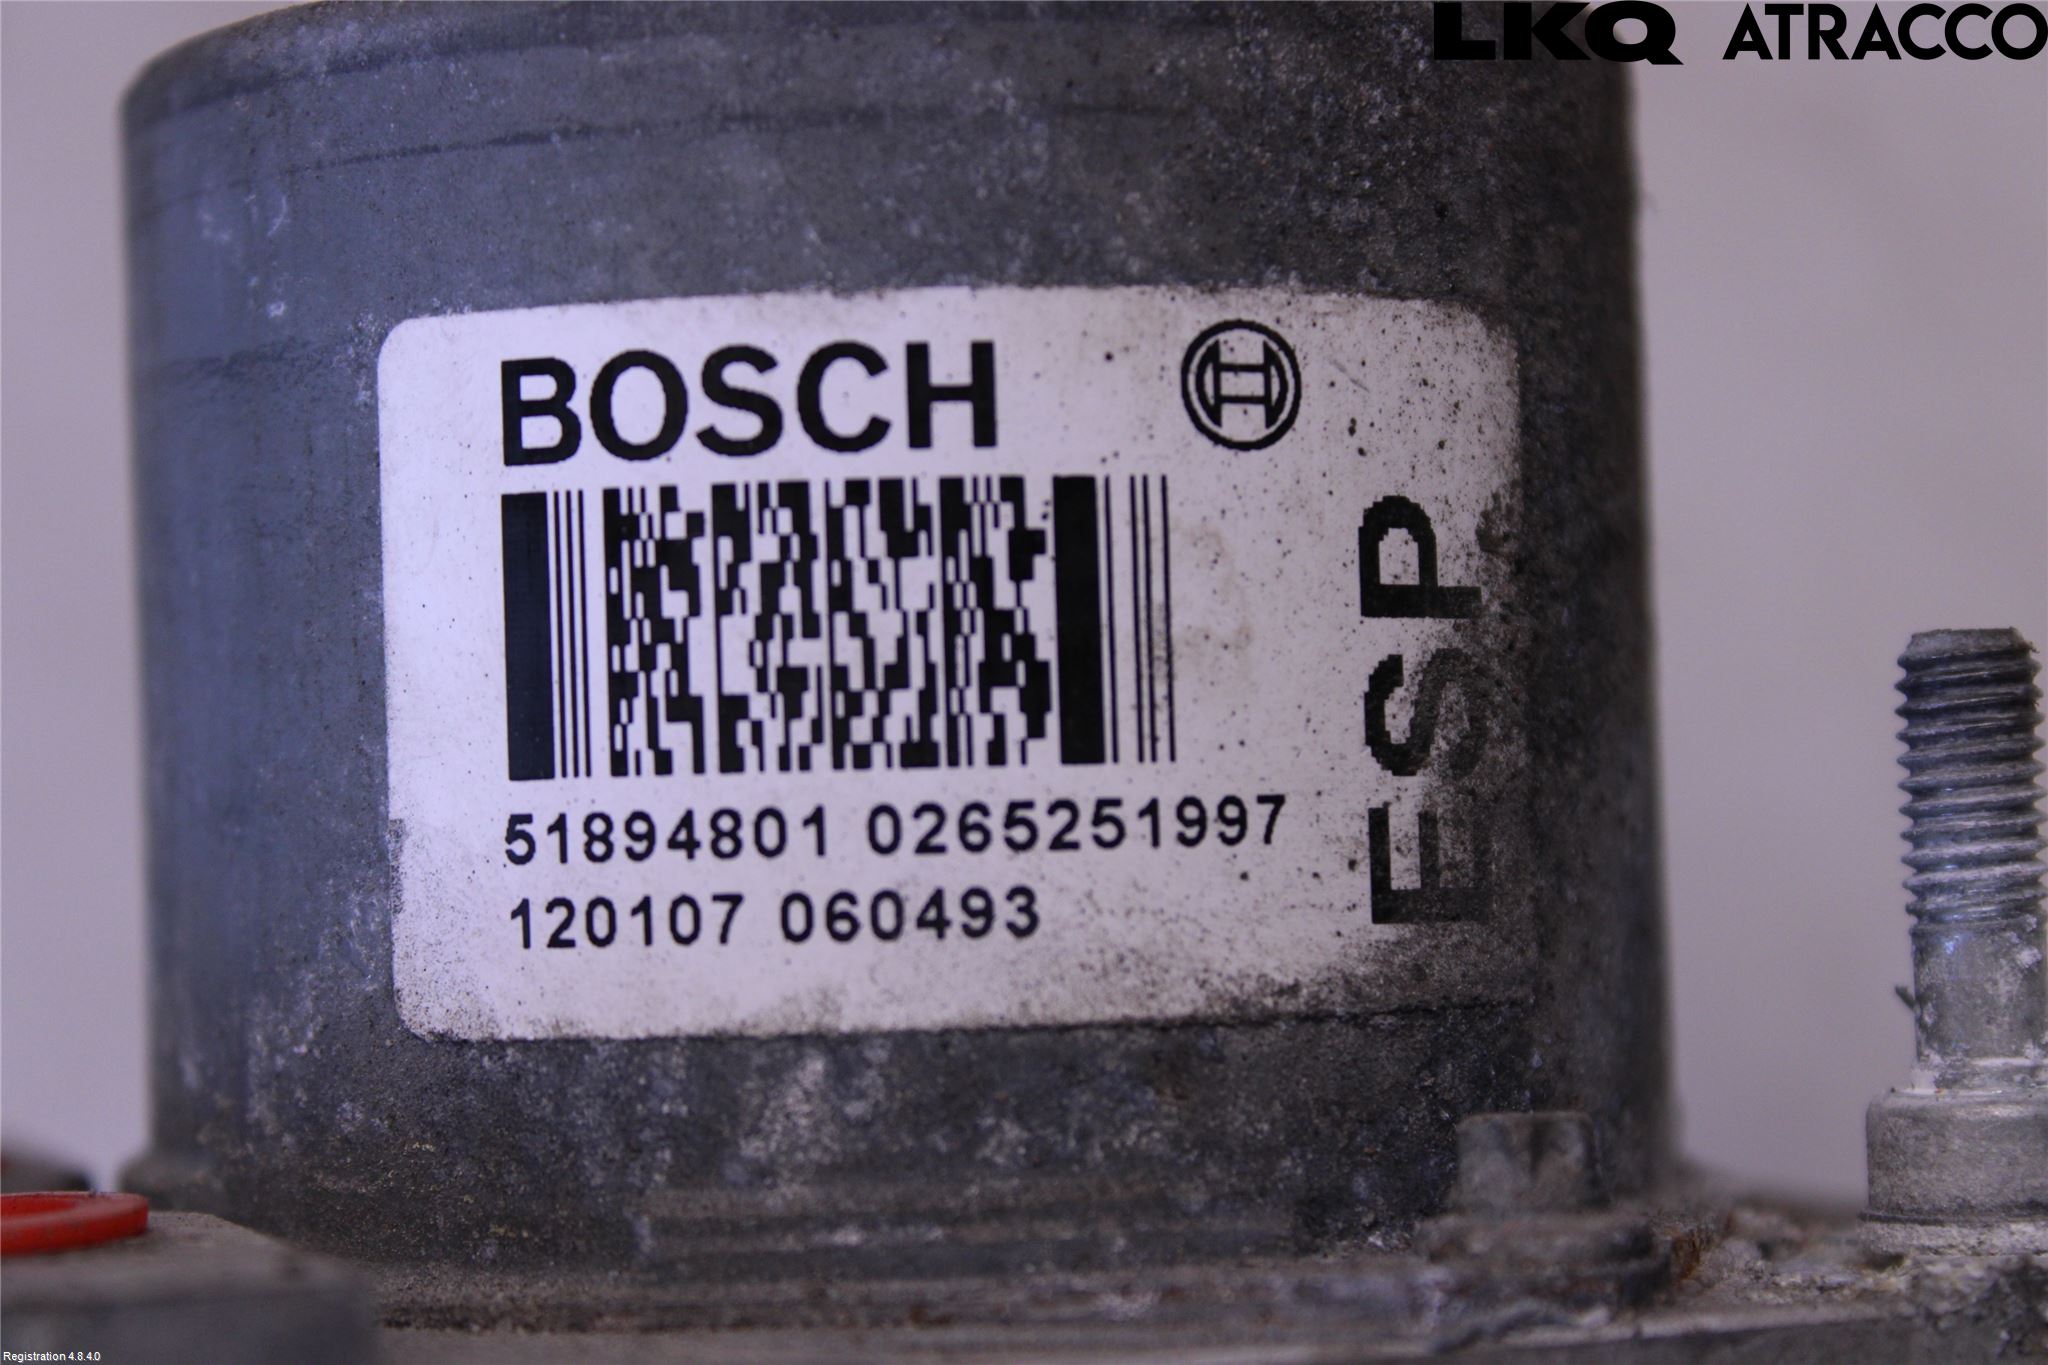 LKQ ATRACCO
BOSCH
ESP
51894801 0265251997
120107 060493
Registration 4.8.4.0